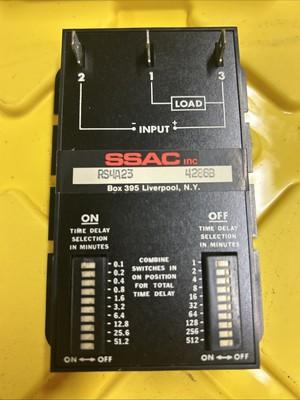 2 1 3
LOAD
- INPUT +
SSAC inc
RS4A23 4286B
Box 395 Liverpool, N.Y.
ON
TIME DELAY
SELECTION
IN MINUTES
0.1
0.2
0.4
0.8
1.6
3.2
6.4
12.8
25.6
51.2
ON ↔ OFF
COMBINE
SWITCHES IN
ON POSITION
FOR TOTAL
TIME DELAY
OFF
TIME DELAY
SELECTION
IN MINUTES
1
2
4
8
16
32
64
128
256
512
ON ↔ OFF